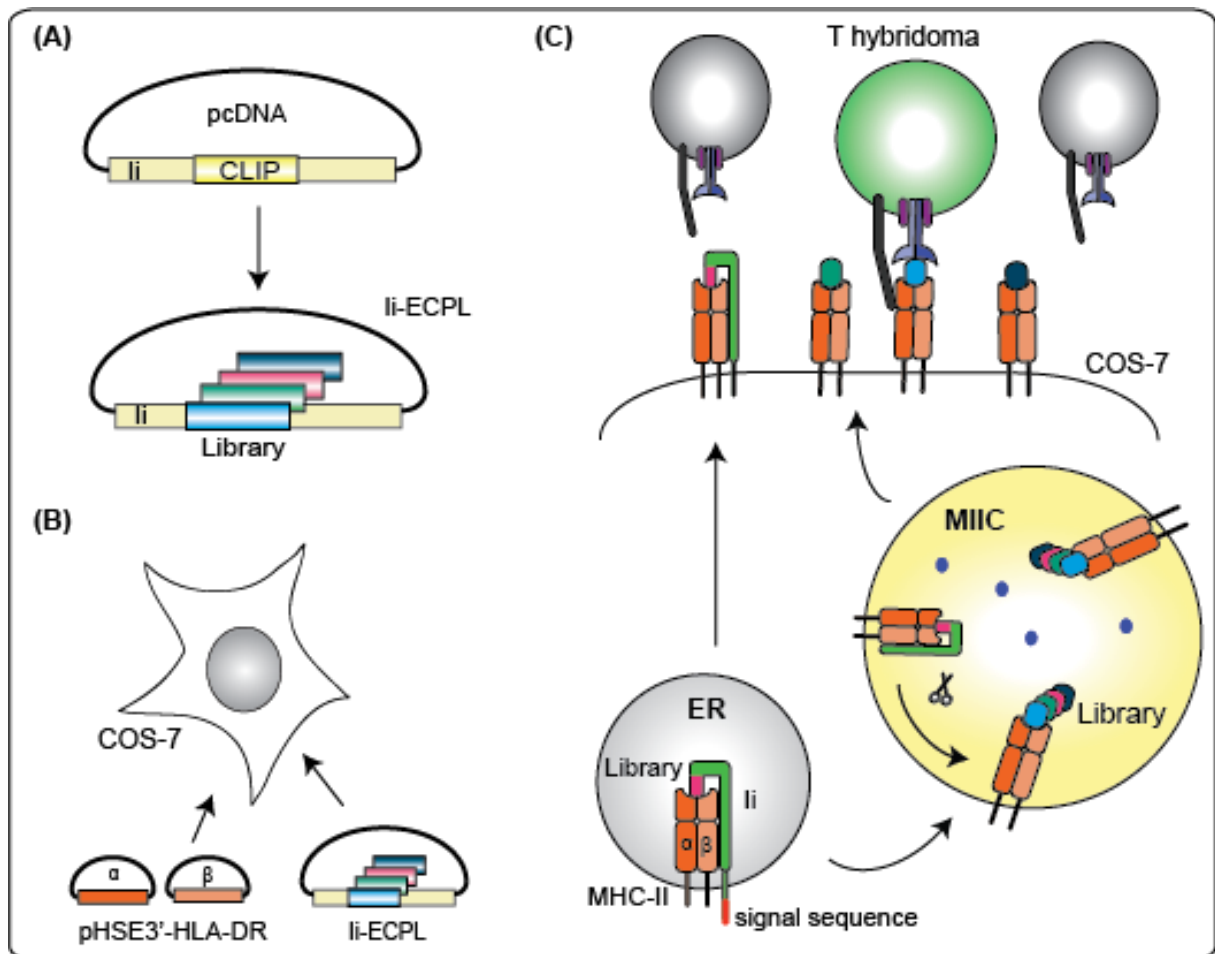 (A)
pcDNA
Ii
CLIP
Ii-ECPL
Ii
Library
(B)
COS-7
α
β
pHSE3'-HLA-DR
Ii-ECPL
(C)
T hybridoma
COS-7
MIIC
Library
ER
Library
Ii
α
β
MHC-II
signal sequence